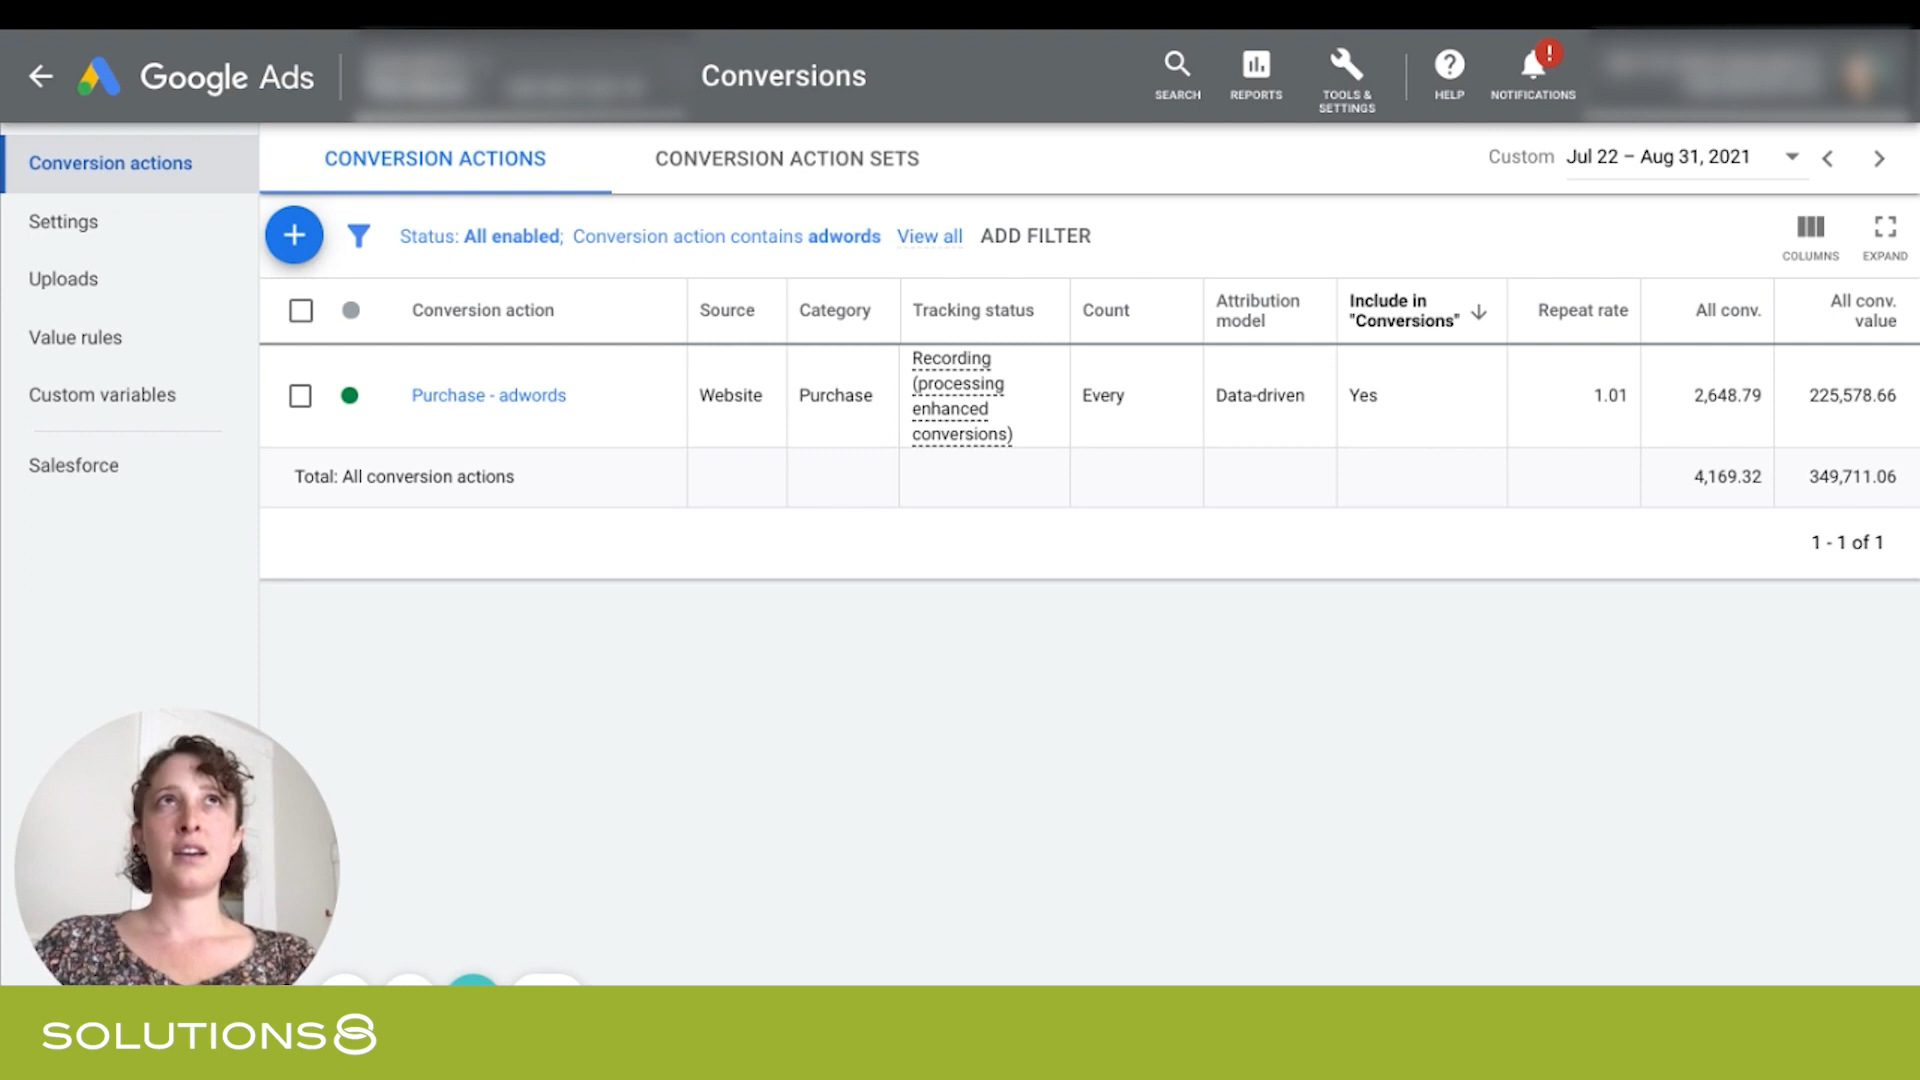 Google Ads
Conversions
SEARCH
REPORTS
TOOLS &
SETTINGS
HELP
!
NOTIFICATIONS
Conversion actions
Settings
Uploads
Value rules
Custom variables
Salesforce
CONVERSION ACTIONS
CONVERSION ACTION SETS
Custom Jul 22 – Aug 31, 2021
Status: All enabled; Conversion action contains adwords View all ADD FILTER
COLUMNS
EXPAND
Conversion action
Source
Category
Tracking status
Count
Attribution
model
Include in
"Conversions"
Repeat rate
All conv.
All conv.
value
Purchase - adwords
Website
Purchase
Recording
(processing
enhanced
conversions)
Every
Data-driven
Yes
1.01
2,648.79
225,578.66
Total: All conversion actions
4,169.32
349,711.06
1 - 1 of 1
SOLUTIONS8